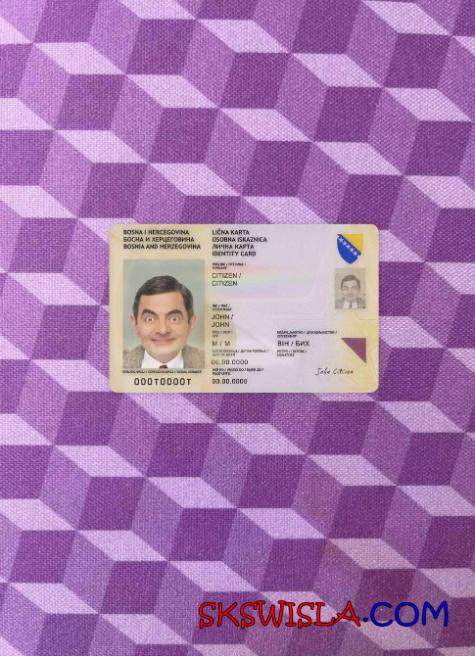 BOSNA I HERCEGOVINA
БОСНА И ХЕРЦЕГОВИНА
BOSNIA AND HERZEGOVINA
LIČNA KARTA
OSOBNA ISKAZNICA
ЛИЧНА КАРТА
IDENTITY CARD
CITIZEN /
CITIZEN
JOHN /
JOHN
M / M
BIH / БИХ
00.00.0000
00.00.0000
000T0000T
John Citizen
SKSWISLA.COM